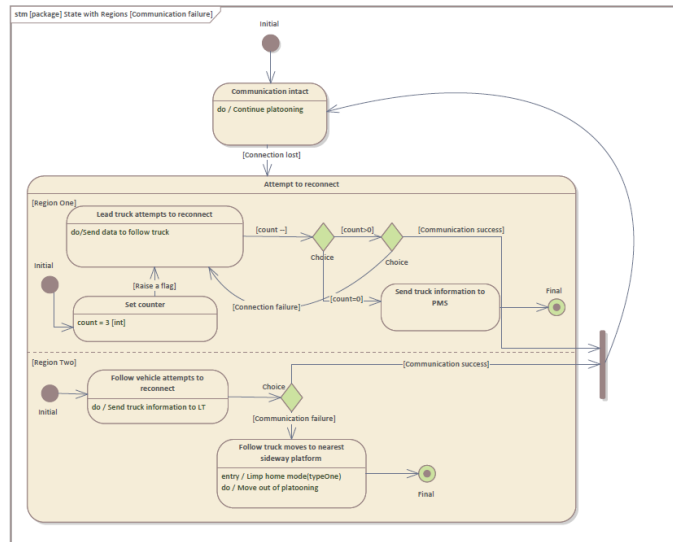 stm [package] State with Regions [Communication failure]
Initial
Communication intact
do / Continue platooning
[Connection lost]
Attempt to reconnect
[Region One]
Lead truck attempts to reconnect
do/Send data to follow truck
[count --]
Choice
[count>0]
Choice
[Communication success]
Initial
[Raise a flag]
Set counter
count = 3 [int]
[Connection failure]
[count=0]
Send truck information to
PMS
Final
[Region Two]
Initial
Follow vehicle attempts to
reconnect
do / Send truck information to LT
Choice
[Communication success]
[Communication failure]
Follow truck moves to nearest
sideway platform
entry / Limp home mode(typeOne)
do / Move out of platooning
Final